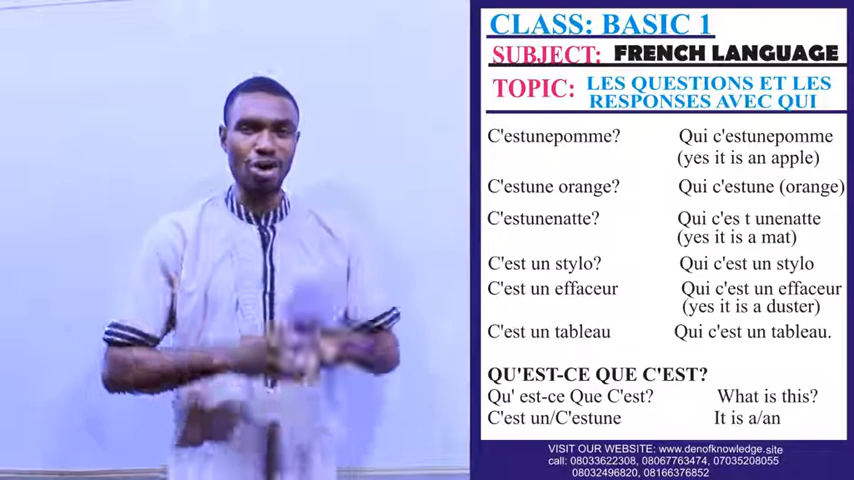 CLASS: BASIC 1
SUBJECT: FRENCH LANGUAGE
TOPIC: LES QUESTIONS ET LES
RESPONSES AVEC QUI
C'estunepomme? Qui c'estunepomme
(yes it is an apple)
C'estune orange? Qui c'estune (orange)
C'estunenatte? Qui c'es t unenatte
(yes it is a mat)
C'est un stylo? Qui c'est un stylo
C'est un effaceur Qui c'est un effaceur
(yes it is a duster)
C'est un tableau Qui c'est un tableau.
QU'EST-CE QUE C'EST?
Qu' est-ce Que C'est? What is this?
C'est un/C'estune It is a/an
VISIT OUR WEBSITE: www.denofknowledge.site
call: 08033622308, 08067763474, 07035208055
08032496820, 08166376852